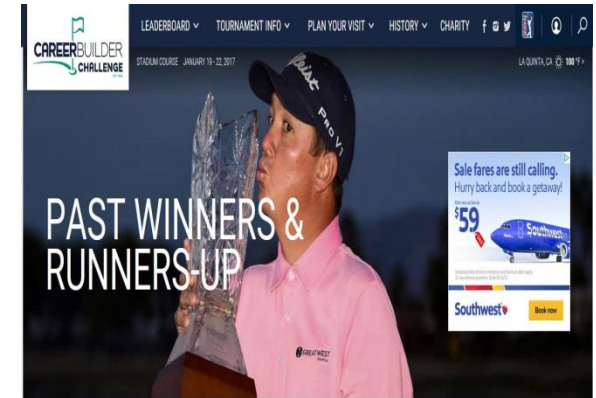 LEADERBOARD TOURNAMENT INFO PLAN YOUR VISIT HISTORY CHARITY
CAREERBUILDER
CHALLENGE
STADIUM COURSE JANUARY 19 - 22, 2017
LA QUINTA, CA 100 °F >
Titleist
PRO V1
PAST WINNERS &
RUNNERS-UP
GREAT WEST
Sale fares are still calling.
Hurry back and book a getaway!
$59
Southwest
Southwest
Book now